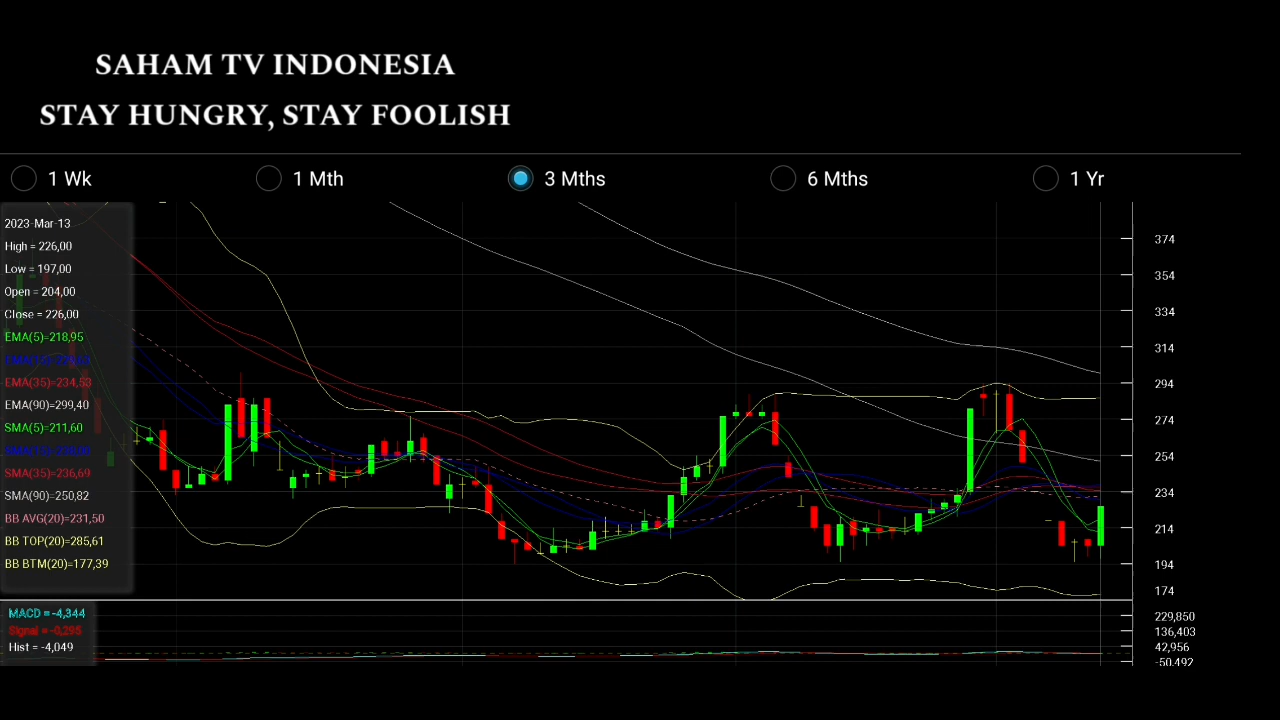 SAHAM TV INDONESIA
STAY HUNGRY, STAY FOOLISH
1 Wk
1 Mth
3 Mths
6 Mths
1 Yr
2023-Mar-13
High = 226,00
Low = 197,00
Open = 204,00
Close = 226,00
EMA(5)=218,95
EMA(35)=234,53
EMA(90)=299,40
SMA(5)=211,60
SMA(35)=236,69
SMA(90)=250,82
BB AVG(20)=231,50
BB TOP(20)=285,61
BB BTM(20)=177,39
374
354
334
314
294
274
254
234
214
194
174
MACD = -4,344
Signal = -0,295
Hist = -4,049
229,850
136,403
42,956
-50,492